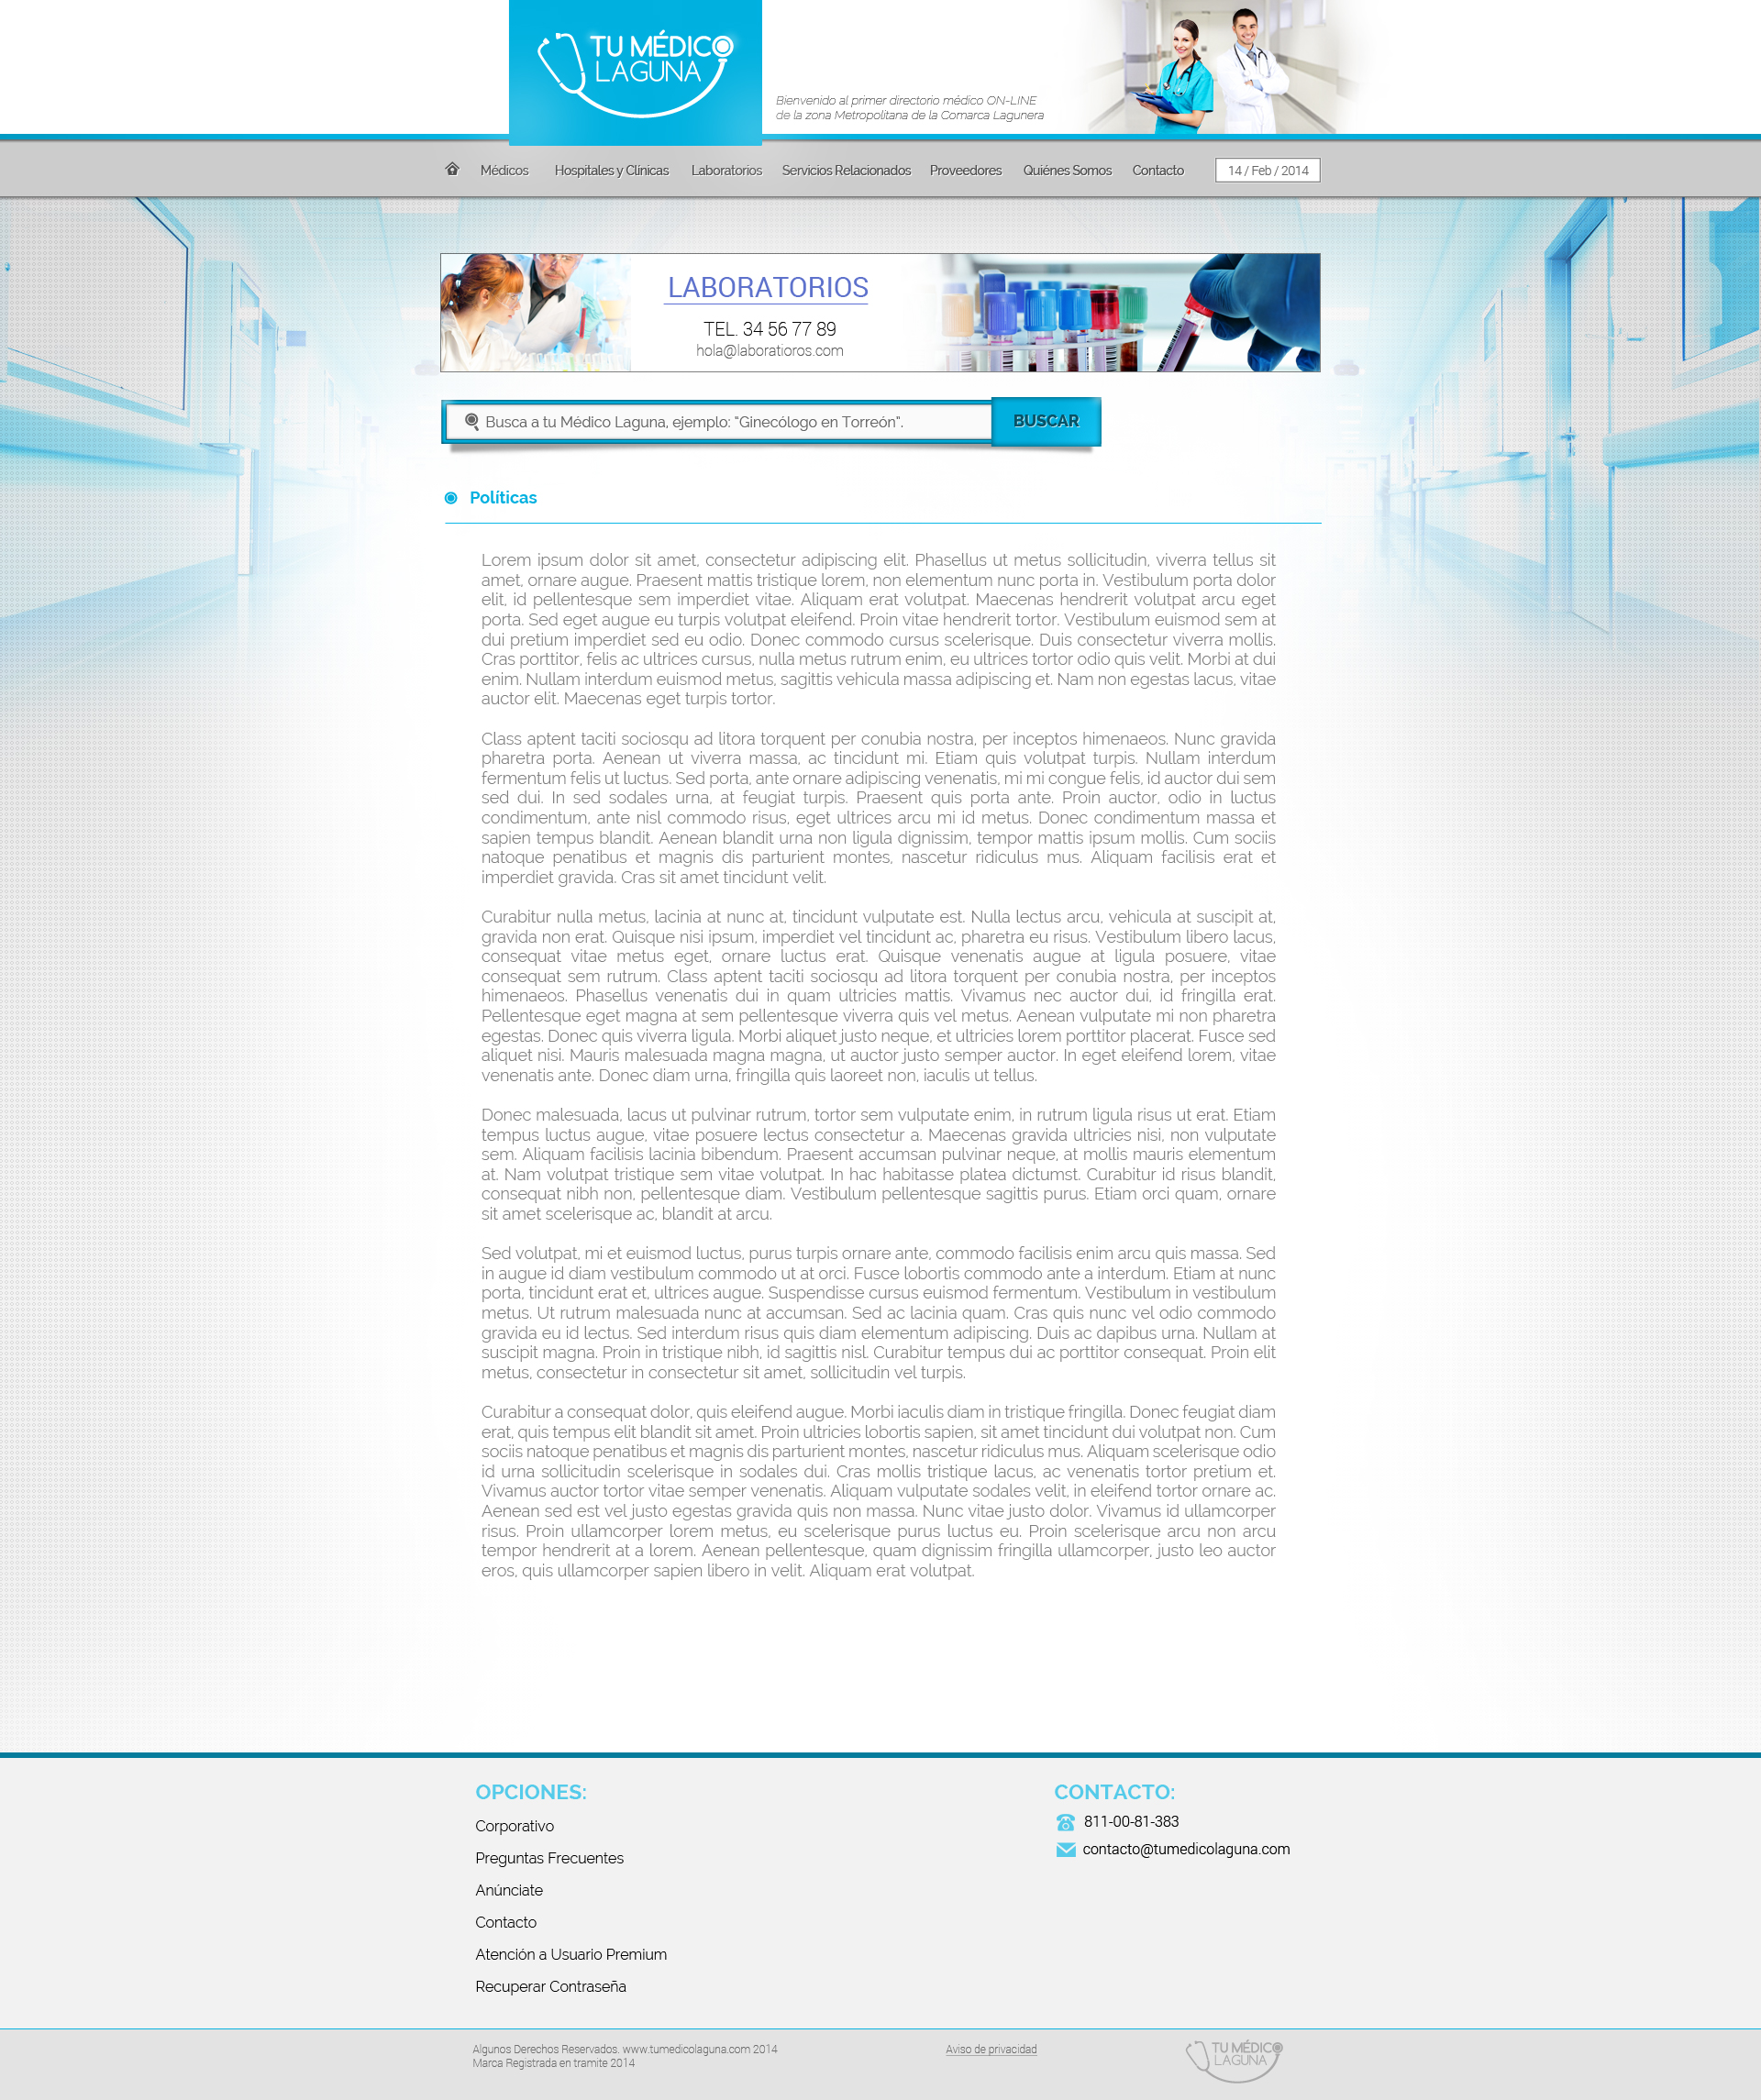 TU MÉDICO
LAGUNA
Bienvenido al primer directorio médico ON-LINE
de la zona Metropolitana de la Comarca Lagunera
Médicos Hospitales y Clínicas Laboratorios Servicios Relacionados Proveedores Quiénes Somos Contacto 14 / Feb / 2014
LABORATORIOS
TEL. 34 56 77 89
hola@laboratioros.com
Busca a tu Médico Laguna, ejemplo: "Ginecólogo en Torreón". BUSCAR
Políticas
Lorem ipsum dolor sit amet, consectetur adipiscing elit. Phasellus ut metus sollicitudin, viverra tellus sit
amet, ornare augue. Praesent mattis tristique lorem, non elementum nunc porta in. Vestibulum porta dolor
elit, id pellentesque sem imperdiet vitae. Aliquam erat volutpat. Maecenas hendrerit volutpat arcu eget
porta. Sed eget augue eu turpis volutpat eleifend. Proin vitae hendrerit tortor. Vestibulum euismod sem at
dui pretium imperdiet sed eu odio. Donec commodo cursus scelerisque. Duis consectetur viverra mollis.
Cras porttitor, felis ac ultrices cursus, nulla metus rutrum enim, eu ultrices tortor odio quis velit. Morbi at dui
enim. Nullam interdum euismod metus, sagittis vehicula massa adipiscing et. Nam non egestas lacus, vitae
auctor elit. Maecenas eget turpis tortor.
Class aptent taciti sociosqu ad litora torquent per conubia nostra, per inceptos himenaeos. Nunc gravida
pharetra porta. Aenean ut viverra massa, ac tincidunt mi. Etiam quis volutpat turpis. Nullam interdum
fermentum felis ut luctus. Sed porta, ante ornare adipiscing venenatis, mi mi congue felis, id auctor dui sem
sed dui. In sed sodales urna, at feugiat turpis. Praesent quis porta ante. Proin auctor, odio in luctus
condimentum, ante nisl commodo risus, eget ultrices arcu mi id metus. Donec condimentum massa et
sapien tempus blandit. Aenean blandit urna non ligula dignissim, tempor mattis ipsum mollis. Cum sociis
natoque penatibus et magnis dis parturient montes, nascetur ridiculus mus. Aliquam facilisis erat et
imperdiet gravida. Cras sit amet tincidunt velit.
Curabitur nulla metus, lacinia at nunc at, tincidunt vulputate est. Nulla lectus arcu, vehicula at suscipit at,
gravida non erat. Quisque nisi ipsum, imperdiet vel tincidunt ac, pharetra eu risus. Vestibulum libero lacus,
consequat vitae metus eget, ornare luctus erat. Quisque venenatis augue at ligula posuere, vitae
consequat sem rutrum. Class aptent taciti sociosqu ad litora torquent per conubia nostra, per inceptos
himenaeos. Phasellus venenatis dui in quam ultricies mattis. Vivamus nec auctor dui, id fringilla erat.
Pellentesque eget magna at sem pellentesque viverra quis vel metus. Aenean vulputate mi non pharetra
egestas. Donec quis viverra ligula. Morbi aliquet justo neque, et ultricies lorem porttitor placerat. Fusce sed
aliquet nisi. Mauris malesuada magna magna, ut auctor justo semper auctor. In eget eleifend lorem, vitae
venenatis ante. Donec diam urna, fringilla quis laoreet non, iaculis ut tellus.
Donec malesuada, lacus ut pulvinar rutrum, tortor sem vulputate enim, in rutrum ligula risus ut erat. Etiam
tempus luctus augue, vitae posuere lectus consectetur a. Maecenas gravida ultricies nisi, non vulputate
sem. Aliquam facilisis lacinia bibendum. Praesent accumsan pulvinar neque, at mollis mauris elementum
at. Nam volutpat tristique sem vitae volutpat. In hac habitasse platea dictumst. Curabitur id risus blandit,
consequat nibh non, pellentesque diam. Vestibulum pellentesque sagittis purus. Etiam orci quam, ornare
sit amet scelerisque ac, blandit at arcu.
Sed volutpat, mi et euismod luctus, purus turpis ornare ante, commodo facilisis enim arcu quis massa. Sed
in augue id diam vestibulum commodo ut at orci. Fusce lobortis commodo ante a interdum. Etiam at nunc
porta, tincidunt erat et, ultrices augue. Suspendisse cursus euismod fermentum. Vestibulum in vestibulum
metus. Ut rutrum malesuada nunc at accumsan. Sed ac lacinia quam. Cras quis nunc vel odio commodo
gravida eu id lectus. Sed interdum risus quis diam elementum adipiscing. Duis ac dapibus urna. Nullam at
suscipit magna. Proin in tristique nibh, id sagittis nisl. Curabitur tempus dui ac porttitor consequat. Proin elit
metus, consectetur in consectetur sit amet, sollicitudin vel turpis.
Curabitur a consequat dolor, quis eleifend augue. Morbi iaculis diam in tristique fringilla. Donec feugiat diam
erat, quis tempus elit blandit sit amet. Proin ultricies lobortis sapien, sit amet tincidunt dui volutpat non. Cum
sociis natoque penatibus et magnis dis parturient montes, nascetur ridiculus mus. Aliquam scelerisque odio
id urna sollicitudin scelerisque in sodales dui. Cras mollis tristique lacus, ac venenatis tortor pretium et.
Vivamus auctor tortor vitae semper venenatis. Aliquam vulputate sodales velit, in eleifend tortor ornare ac.
Aenean sed est vel justo egestas gravida quis non massa. Nunc vitae justo dolor. Vivamus id ullamcorper
risus. Proin ullamcorper lorem metus, eu scelerisque purus luctus eu. Proin scelerisque arcu non arcu
tempor hendrerit at a lorem. Aenean pellentesque, quam dignissim fringilla ullamcorper, justo leo auctor
eros, quis ullamcorper sapien libero in velit. Aliquam erat volutpat.
OPCIONES:
Corporativo
Preguntas Frecuentes
Anúnciate
Contacto
Atención a Usuario Premium
Recuperar Contraseña
CONTACTO:
811-00-81-383
contacto@tumedicolaguna.com
Algunos Derechos Reservados. www.tumedicolaguna.com 2014
Marca Registrada en tramite 2014
Aviso de privacidad
TU MÉDICO
LAGUNA